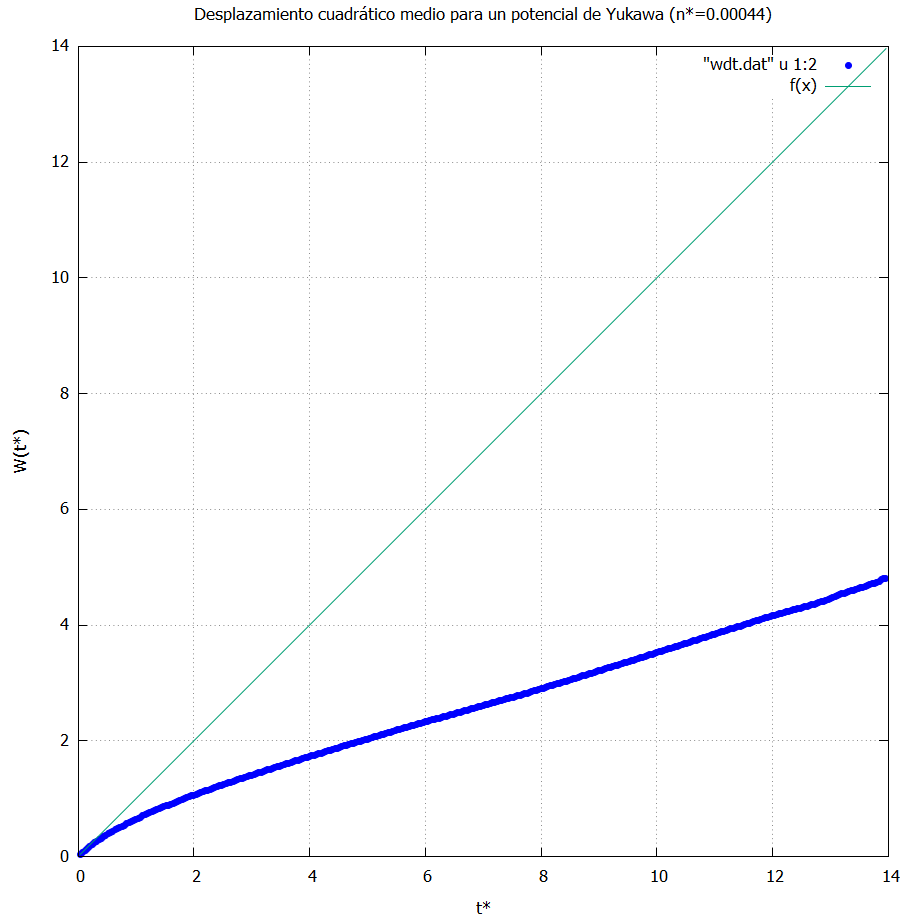 Desplazamiento cuadrático medio para un potencial de Yukawa (n*=0.00044)
"wdt.dat" u 1:2
f(x)
14
12
10
8
6
4
2
0
W(t*)
0 2 4 6 8 10 12 14
t*